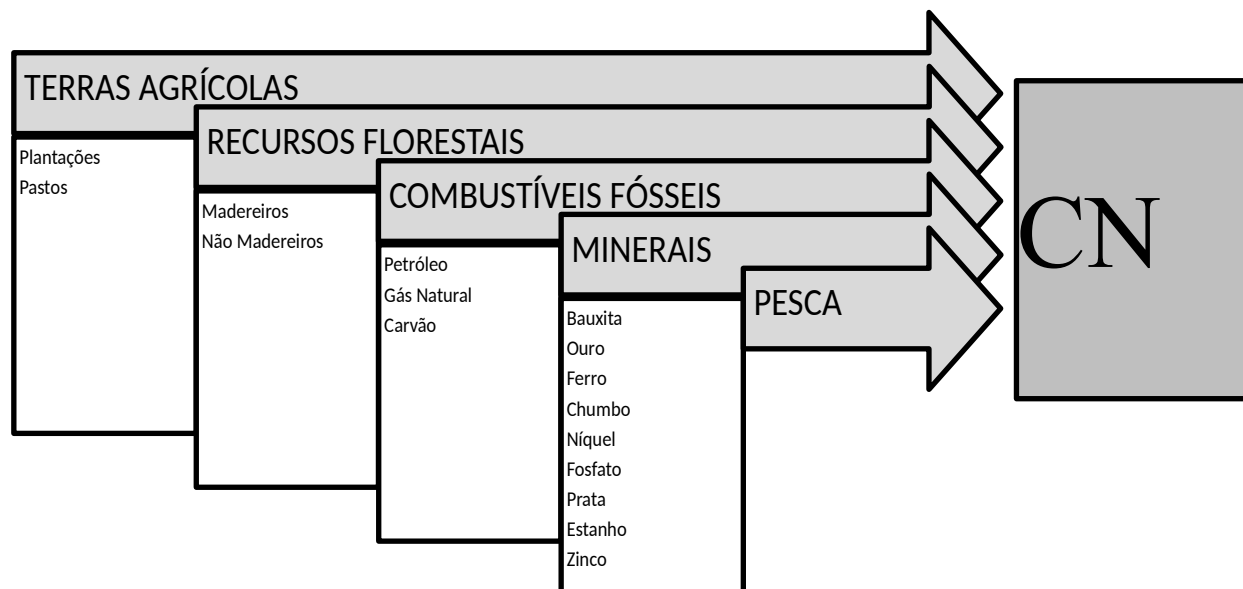 TERRAS AGRÍCOLAS
Plantações
Pastos
RECURSOS FLORESTAIS
Madereiros
Não Madereiros
COMBUSTÍVEIS FÓSSEIS
Petróleo
Gás Natural
Carvão
MINERAIS
Bauxita
Ouro
Ferro
Chumbo
Níquel
Fosfato
Prata
Estanho
Zinco
PESCA
CN